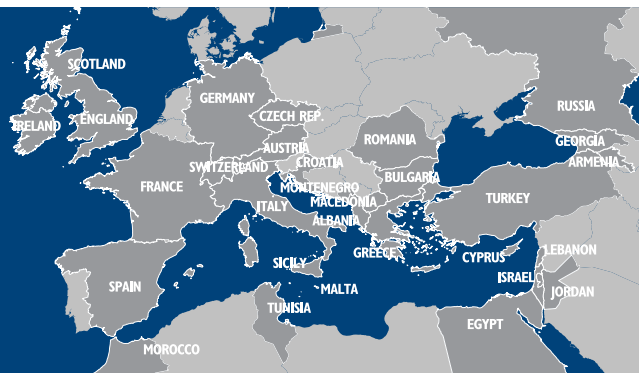 SCOTLAND
IRELAND
ENGLAND
GERMANY
CZECH REP.
RUSSIA
AUSTRIA
ROMANIA
GEORGIA
SWITZERLAND
CROATIA
ARMENIA
FRANCE
MONTENEGRO
BULGARIA
TURKEY
ITALY
MACEDONIA
ALBANIA
GREECE
CYPRUS
LEBANON
SPAIN
SICILY
MALTA
ISRAEL
JORDAN
TUNISIA
EGYPT
MOROCCO